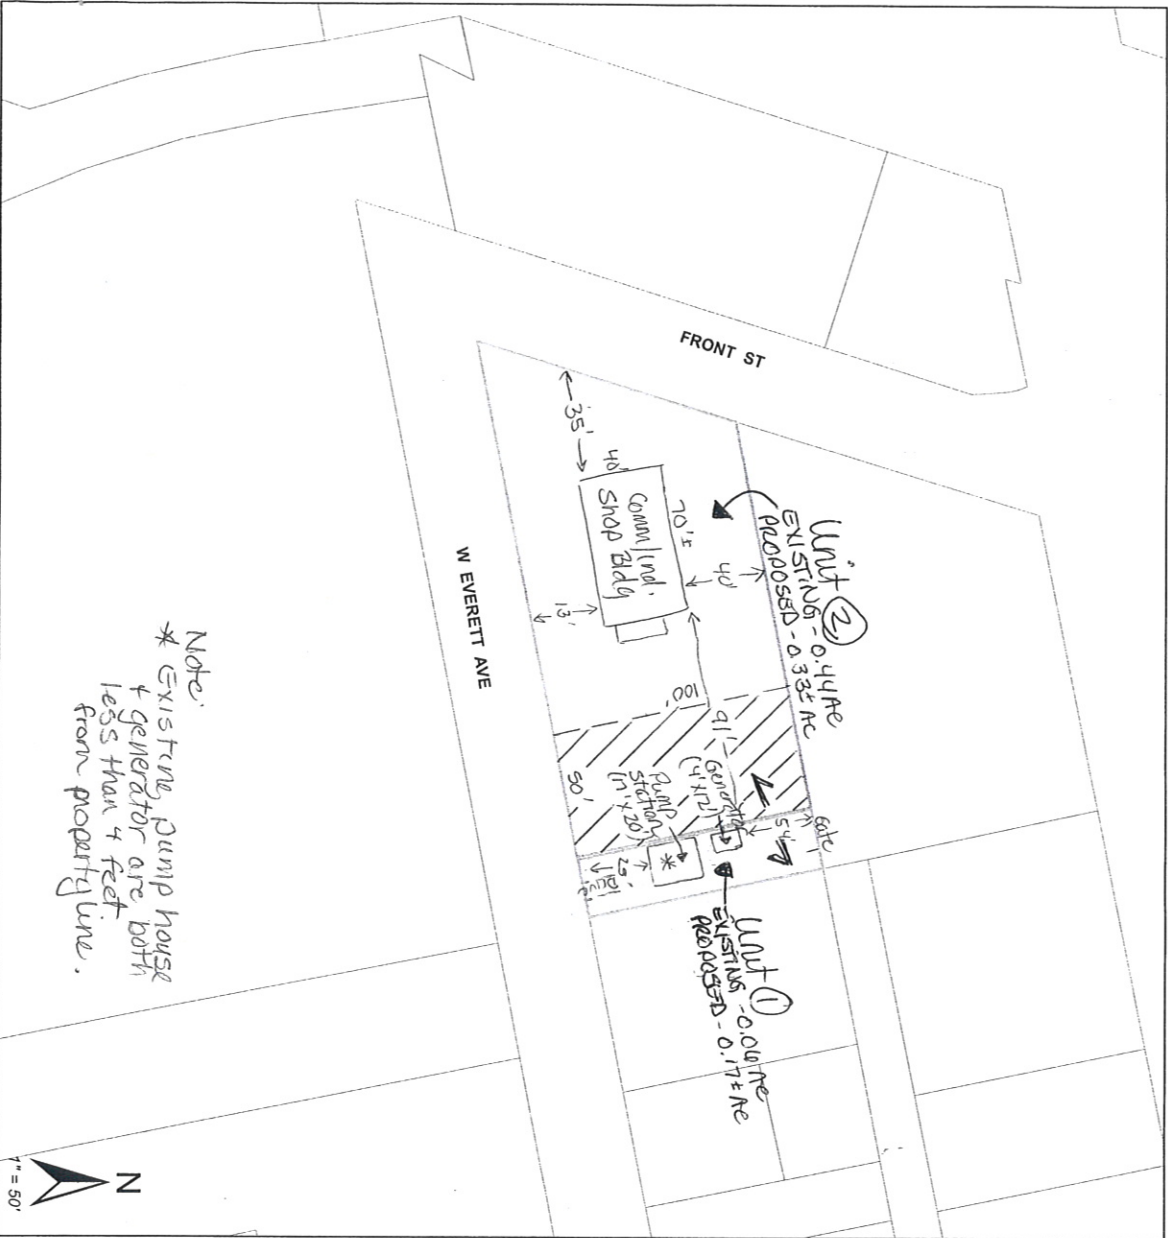 FRONT ST
W EVERETT AVE
Unit ②
EXISTING - 0.44 AC
PROPOSED - 0.33± AC
←35'→
40'
70'±
Comm/Ind.
Shop Bldg
40'
13'
100'
91'
50'
Generator
(4'x12')
Pump
Station
(17'x20')
*
54'
Gate
25'
Unit ①
EXISTING - 0.06 AC
PROPOSED - 0.17± AC
Note:
* Existing pump house
+ generator are both
less than 4 feet
from property line.
N
1" = 50'